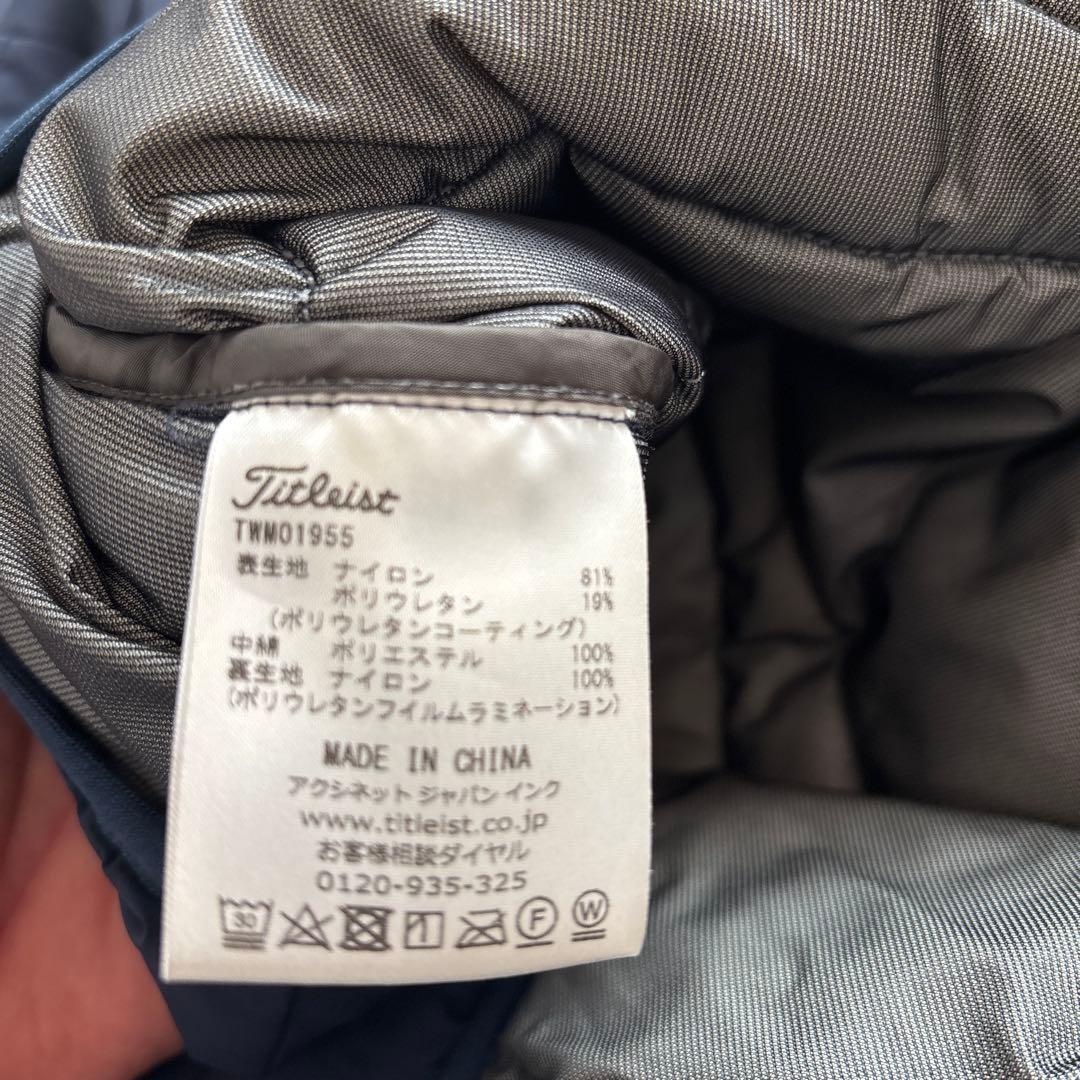 Titleist
TWM01955
表生地 ナイロン 81%
ポリウレタン 19%
(ポリウレタンコーティング)
中綿 ポリエステル 100%
裏生地 ナイロン 100%
(ポリウレタンフイルムラミネーション)
MADE IN CHINA
アクシネット ジャパン インク
www.titleist.co.jp
お客様相談ダイヤル
0120-935-325
30 F W